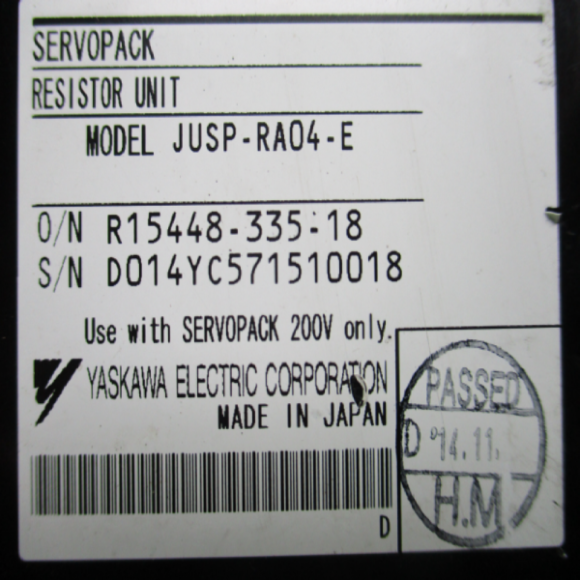 SERVOPACK
RESISTOR UNIT
MODEL JUSP-RA04-E
O/N R15448-335-18
S/N D014YC571510018
Use with SERVOPACK 200V only.
YASKAWA ELECTRIC CORPORATION
MADE IN JAPAN
D
PASSED
D '14.11.
H.M